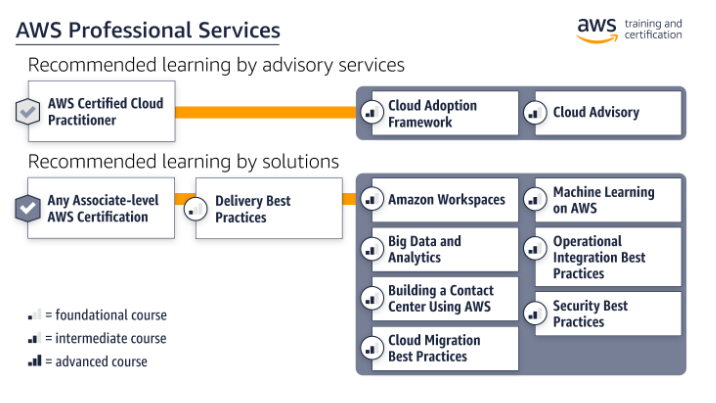 AWS Professional Services
aws training and
certification
Recommended learning by advisory services
AWS Certified Cloud
Practitioner
Cloud Adoption
Framework
Cloud Advisory
Recommended learning by solutions
Any Associate-level
AWS Certification
Delivery Best
Practices
Amazon Workspaces
Machine Learning
on AWS
Big Data and
Analytics
Operational
Integration Best
Practices
Building a Contact
Center Using AWS
Security Best
Practices
Cloud Migration
Best Practices
= foundational course
= intermediate course
= advanced course